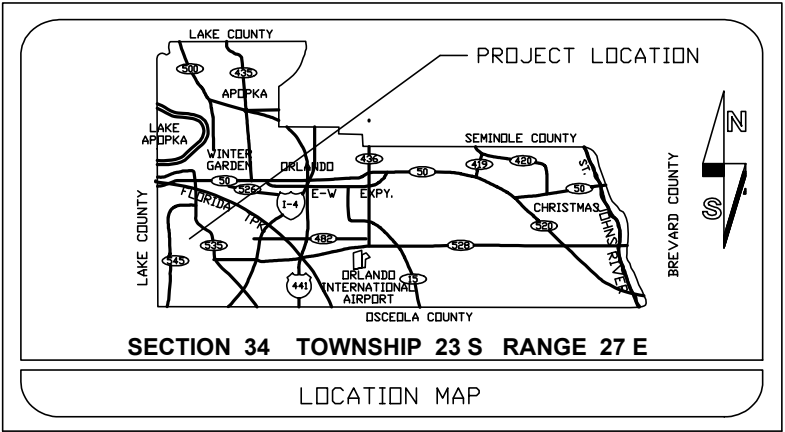 LAKE COUNTY
PROJECT LOCATION
500
435
APOPKA
LAKE
APOPKA
SEMINOLE COUNTY
N
WINTER
GARDEN
ORLANDO
436
419
420
ST. JOHNS RIVER
50
50
50
526
E-W EXPY.
I-4
FLORIDA TPK
CHRISTMAS
S
LAKE COUNTY
BREVARD COUNTY
520
482
528
535
545
441
ORLANDO
INTERNATIONAL
AIRPORT
15
OSCEOLA COUNTY
SECTION 34 TOWNSHIP 23 S RANGE 27 E
LOCATION MAP